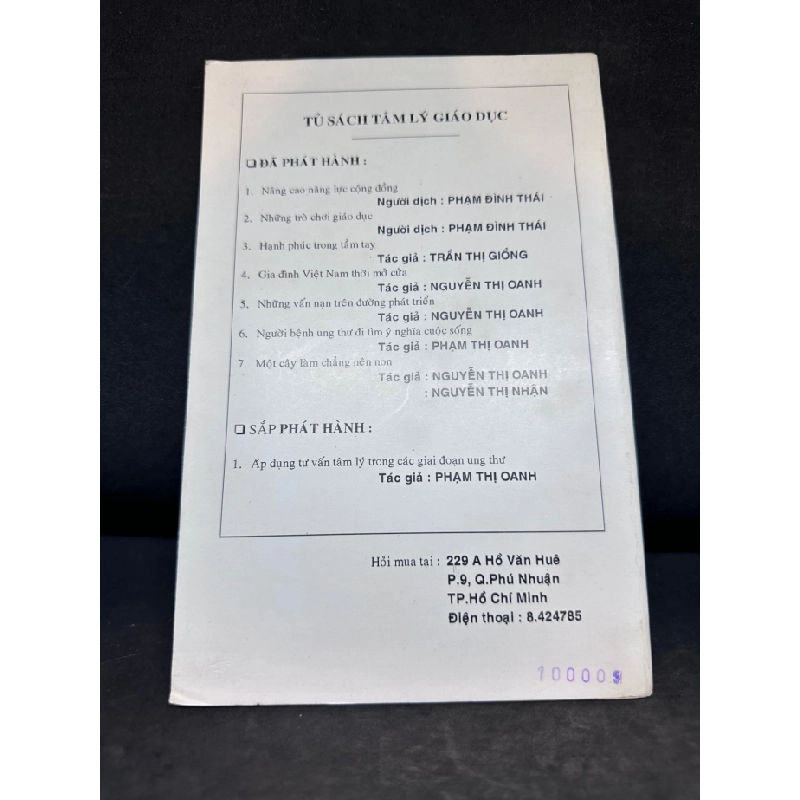 TỦ SÁCH TÂM LÝ GIÁO DỤC
❏ ĐÃ PHÁT HÀNH :
1. Nâng cao năng lực cộng đồng
Người dịch : PHẠM ĐÌNH THÁI
2. Những trò chơi giáo dục
Người dịch : PHẠM ĐÌNH THÁI
3. Hạnh phúc trong tầm tay
Tác giả : TRẦN THỊ GIỒNG
4. Gia đình Việt Nam thời mở cửa
Tác giả : NGUYỄN THỊ OANH
5. Những vấn nạn trên đường phát triển
Tác giả : NGUYỄN THỊ OANH
6. Người bệnh ung thư đi tìm ý nghĩa cuộc sống
Tác giả : PHẠM THỊ OANH
7. Một cây làm chẳng nên non
Tác giả : NGUYỄN THỊ OANH
: NGUYỄN THỊ NHẬN
❏ SẮP PHÁT HÀNH :
1. Áp dụng tư vấn tâm lý trong các giai đoạn ung thư
Tác giả : PHẠM THỊ OANH
Hỏi mua tại : 229 A Hồ Văn Huê
P.9, Q.Phú Nhuận
TP.Hồ Chí Minh
Điện thoại : 8.424785
10000